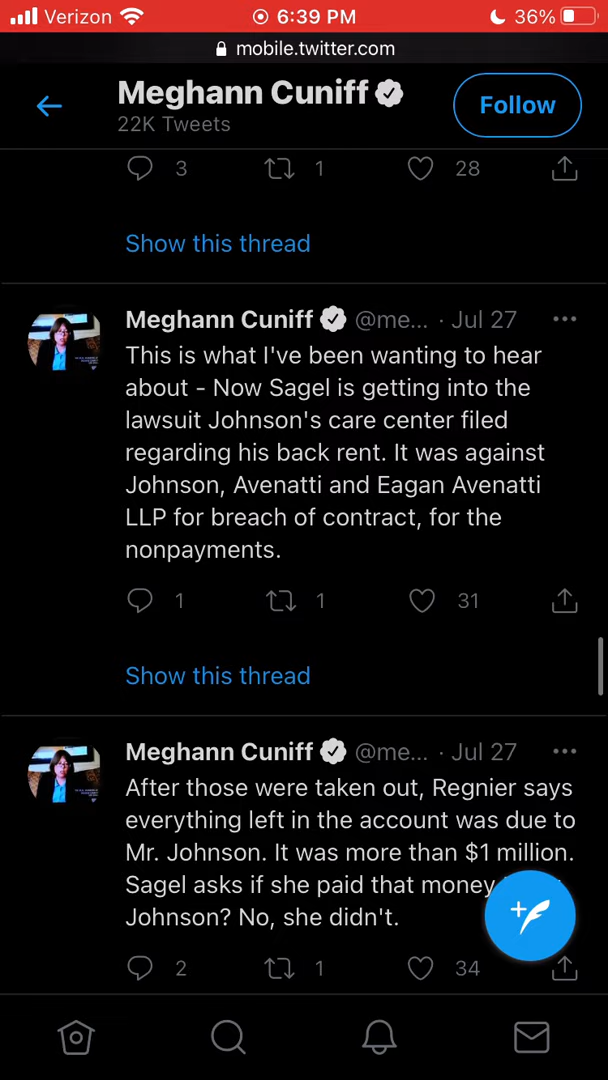 Verizon 6:39 PM 36%
mobile.twitter.com
Meghann Cuniff
22K Tweets
Follow
3 1 28
Show this thread
Meghann Cuniff @me... · Jul 27
This is what I've been wanting to hear
about - Now Sagel is getting into the
lawsuit Johnson's care center filed
regarding his back rent. It was against
Johnson, Avenatti and Eagan Avenatti
LLP for breach of contract, for the
nonpayments.
1 1 31
Show this thread
Meghann Cuniff @me... · Jul 27
After those were taken out, Regnier says
everything left in the account was due to
Mr. Johnson. It was more than $1 million.
Sagel asks if she paid that money
Johnson? No, she didn't.
2 1 34